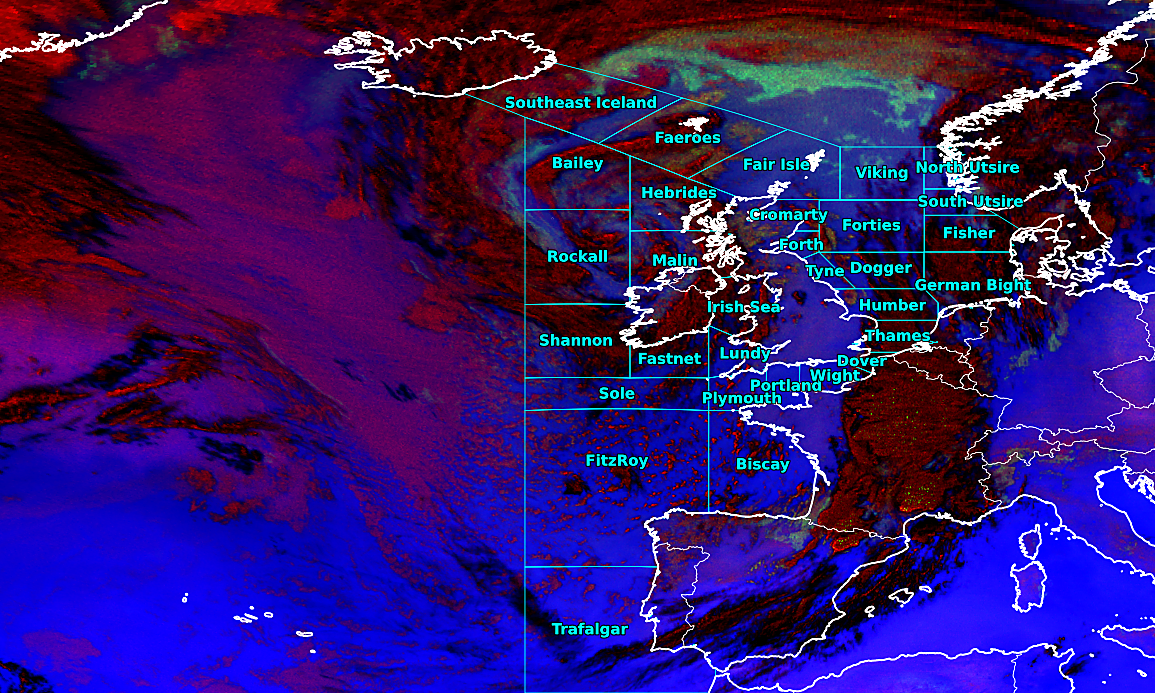 Southeast Iceland
Faeroes
Bailey
Fair Isle
Viking
North Utsire
Hebrides
South Utsire
Cromarty
Forties
Fisher
Forth
Rockall
Malin
Tyne
Dogger
German Bight
Irish Sea
Humber
Shannon
Thames
Fastnet
Lundy
Dover
Wight
Portland
Sole
Plymouth
FitzRoy
Biscay
Trafalgar